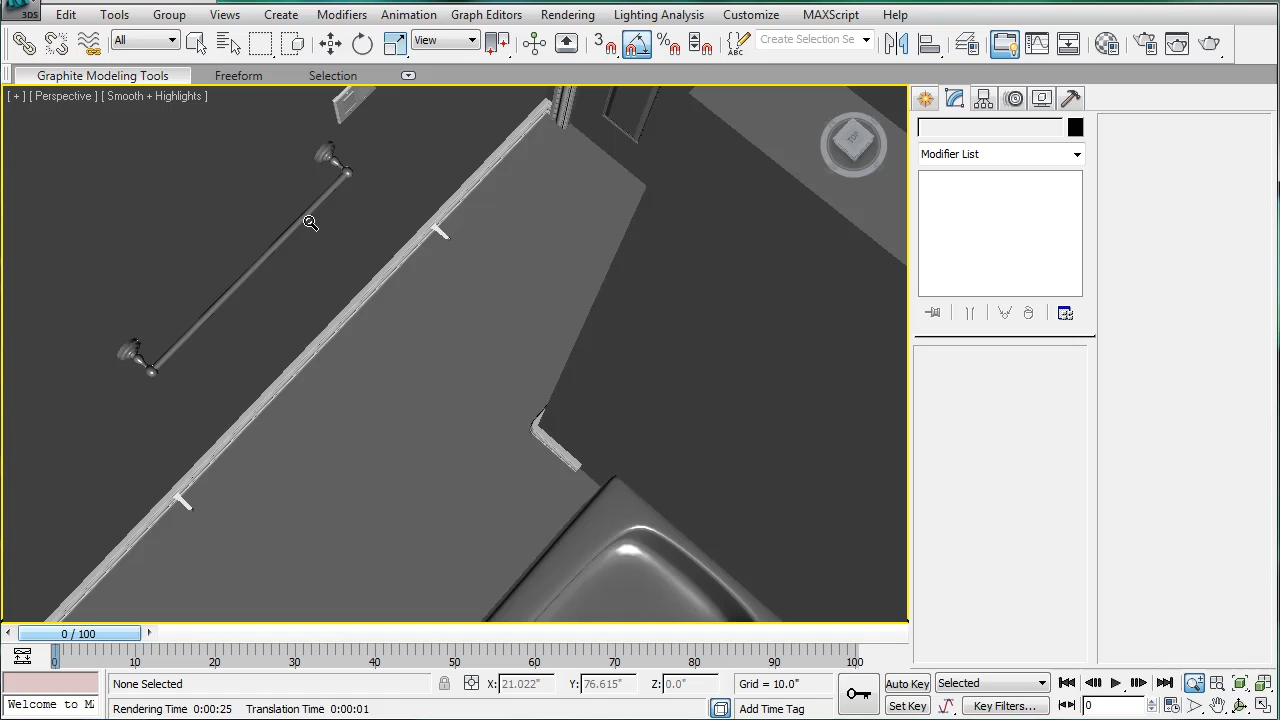 Edit Tools Group Views Create Modifiers Animation Graph Editors Rendering Lighting Analysis Customize MAXScript Help
3DS
All View 3 ABC Create Selection Se
Graphite Modeling Tools Freeform Selection
[ + ] [ Perspective ] [ Smooth + Highlights ]
TOP
Modifier List
0 / 100
0 10 20 30 40 50 60 70 80 90 100
None Selected X: 21.022" Y: 76.615" Z: 0.0" Grid = 10.0" Auto Key Selected
Welcome to M Rendering Time 0:00:25 Translation Time 0:00:01 Add Time Tag Set Key Key Filters... 0